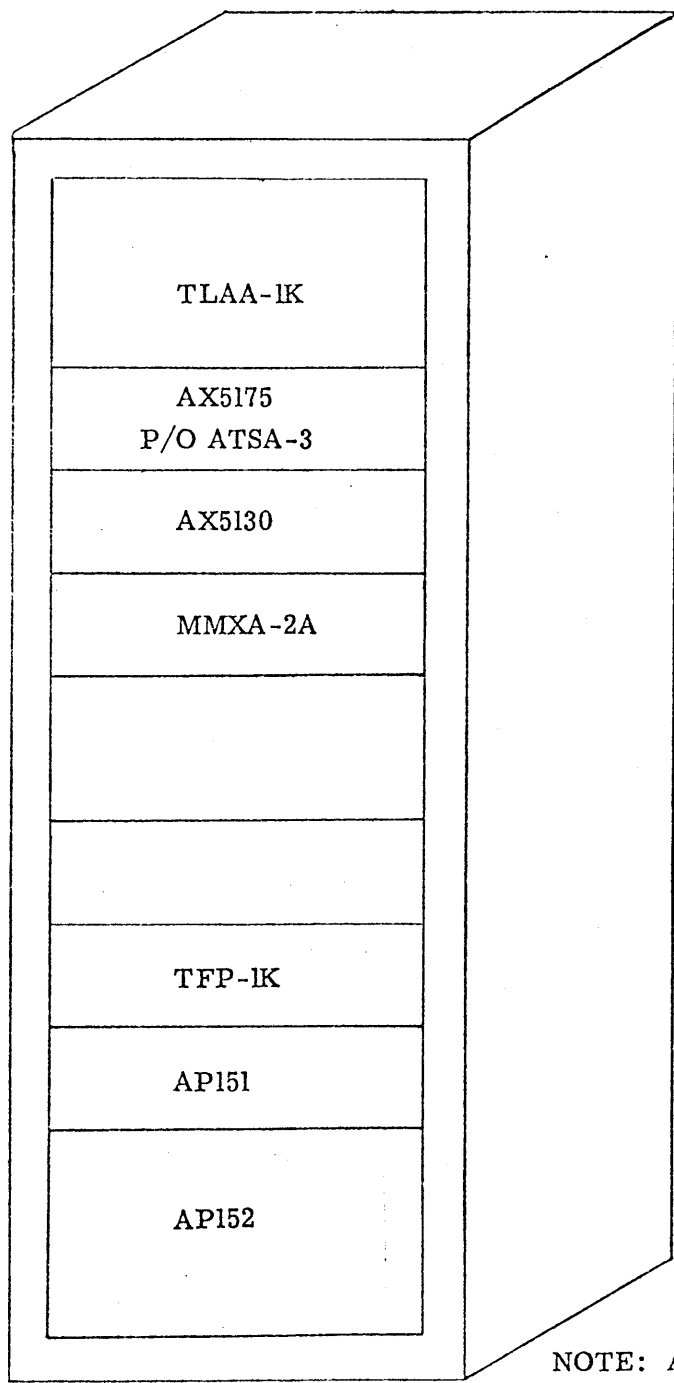 TLAA-1K
AX5175
P/O ATSA-3
AX5130
MMXA-2A
TFP-1K
AP151
AP152
NOTE: A